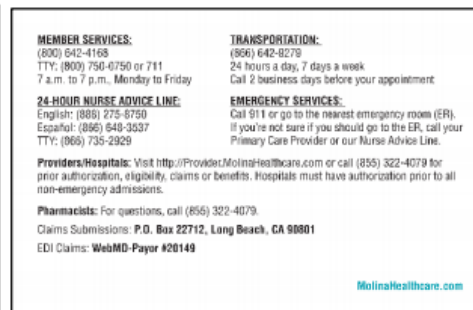 MEMBER SERVICES:
(800) 642-4168
TTY: (800) 750-0750 or 711
7 a.m. to 7 p.m., Monday to Friday
24-HOUR NURSE ADVICE LINE:
English: (888) 275-8750
Español: (866) 648-3537
TTY: (866) 735-2929
TRANSPORTATION:
(866) 642-9279
24 hours a day, 7 days a week
Call 2 business days before your appointment
EMERGENCY SERVICES:
Call 911 or go to the nearest emergency room (ER).
If you're not sure if you should go to the ER, call your
Primary Care Provider or our Nurse Advice Line.
Providers/Hospitals: Visit http://Provider.MolinaHealthcare.com or call (855) 322-4079 for
prior authorization, eligibility, claims or benefits. Hospitals must have authorization prior to all
non-emergency admissions.
Pharmacists: For questions, call (855) 322-4079.
Claims Submissions: P.O. Box 22712, Long Beach, CA 90801
EDI Claims: WebMD-Payor #20149
MolinaHealthcare.com